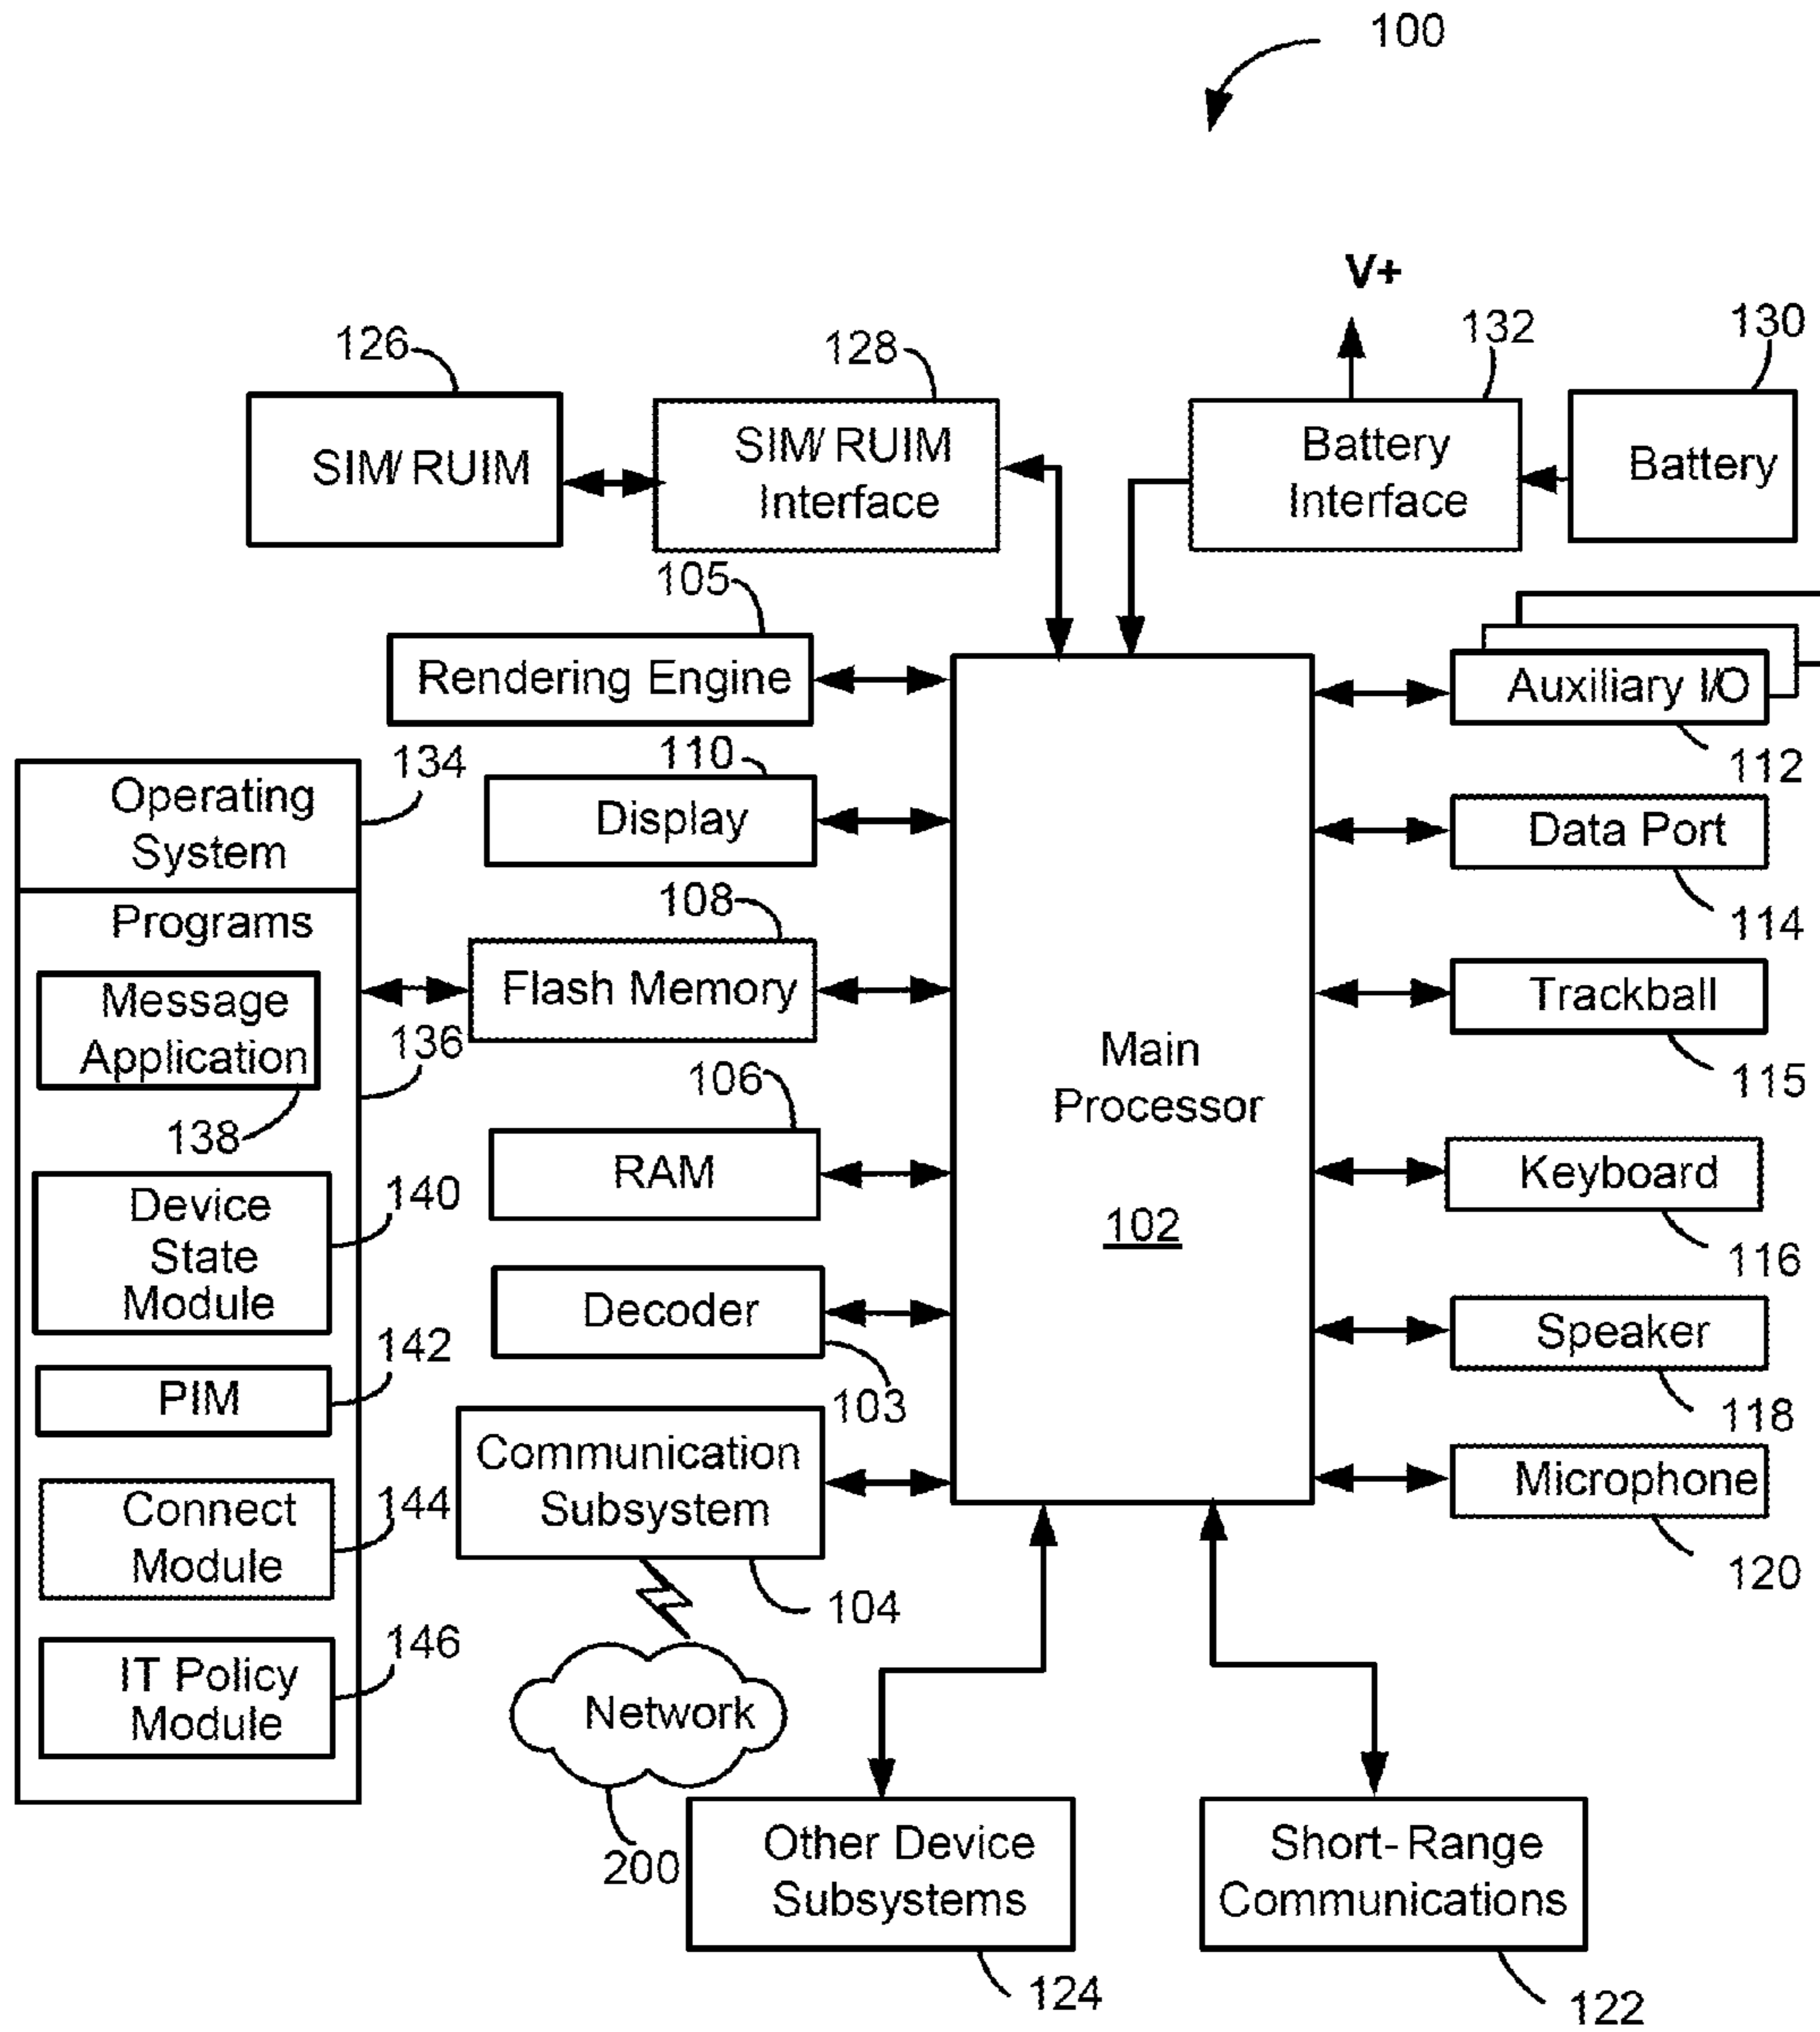 100
V+
126
128
132
130
SIM/RUIM
SIM/RUIM
Interface
Battery
Interface
Battery
105
Rendering Engine
Auxiliary I/O
112
110
Display
134
Operating
System
Data Port
114
Programs
108
Flash Memory
Message
Application
136
138
Trackball
115
Main
Processor
102
106
RAM
Keyboard
116
Device
State
Module
140
Decoder
103
Speaker
118
PIM
142
Communication
Subsystem
104
Microphone
120
Connect
Module
144
IT Policy
Module
146
Network
200
Other Device
Subsystems
124
Short-Range
Communications
122